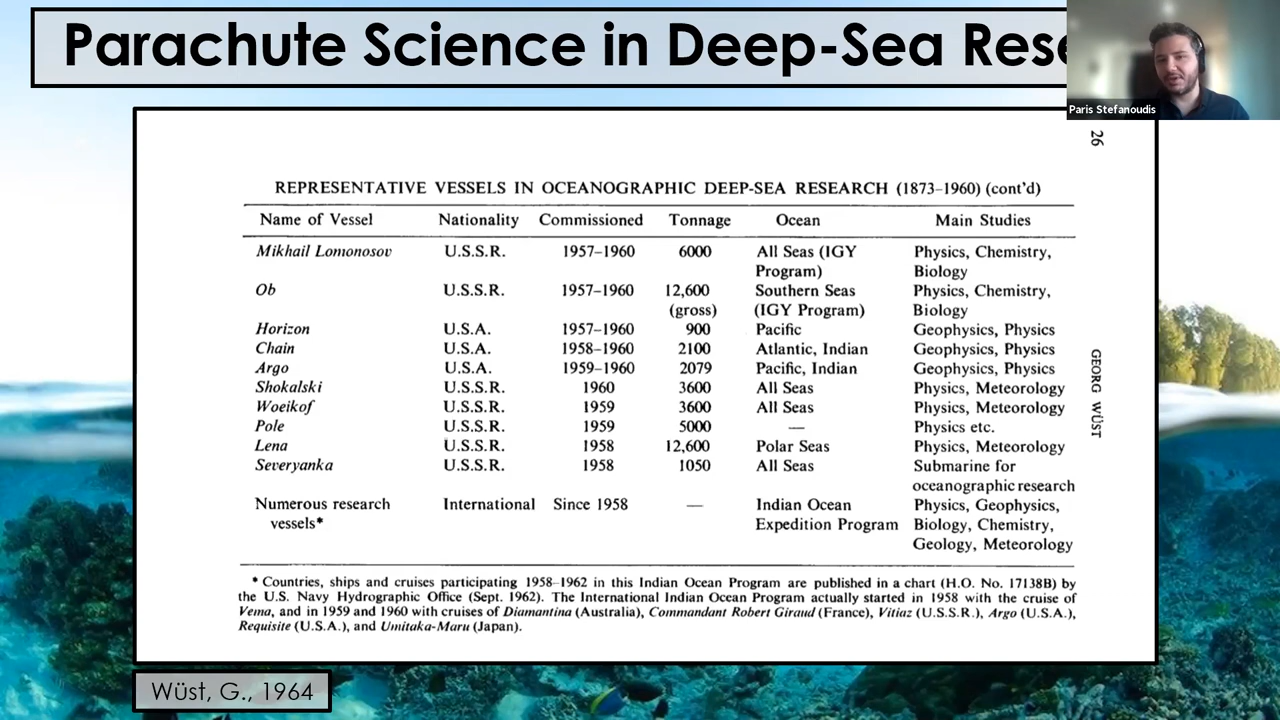 Parachute Science in Deep-Sea Rese
Paris Stefanoudis
26
REPRESENTATIVE VESSELS IN OCEANOGRAPHIC DEEP-SEA RESEARCH (1873–1960) (cont'd)
Name of Vessel Nationality Commissioned Tonnage Ocean Main Studies
Mikhail Lomonosov U.S.S.R. 1957–1960 6000 All Seas (IGY Physics, Chemistry,
Program) Biology
Ob U.S.S.R. 1957–1960 12,600 Southern Seas Physics, Chemistry,
(gross) (IGY Program) Biology
Horizon U.S.A. 1957–1960 900 Pacific Geophysics, Physics
Chain U.S.A. 1958–1960 2100 Atlantic, Indian Geophysics, Physics
Argo U.S.A. 1959–1960 2079 Pacific, Indian Geophysics, Physics
Shokalski U.S.S.R. 1960 3600 All Seas Physics, Meteorology
Woeikof U.S.S.R. 1959 3600 All Seas Physics, Meteorology
Pole U.S.S.R. 1959 5000 — Physics etc.
Lena U.S.S.R. 1958 12,600 Polar Seas Physics, Meteorology
Severyanka U.S.S.R. 1958 1050 All Seas Submarine for
oceanographic research
Numerous research International Since 1958 — Indian Ocean Physics, Geophysics,
vessels* Expedition Program Biology, Chemistry,
Geology, Meteorology
* Countries, ships and cruises participating 1958–1962 in this Indian Ocean Program are published in a chart (H.O. No. 17138B) by
the U.S. Navy Hydrographic Office (Sept. 1962). The International Indian Ocean Program actually started in 1958 with the cruise of
Vema, and in 1959 and 1960 with cruises of Diamantina (Australia), Commandant Robert Giraud (France), Vitiaz (U.S.S.R.), Argo (U.S.A.),
Requisite (U.S.A.), and Umitaka-Maru (Japan).
GEORG WÜST
Wüst, G., 1964